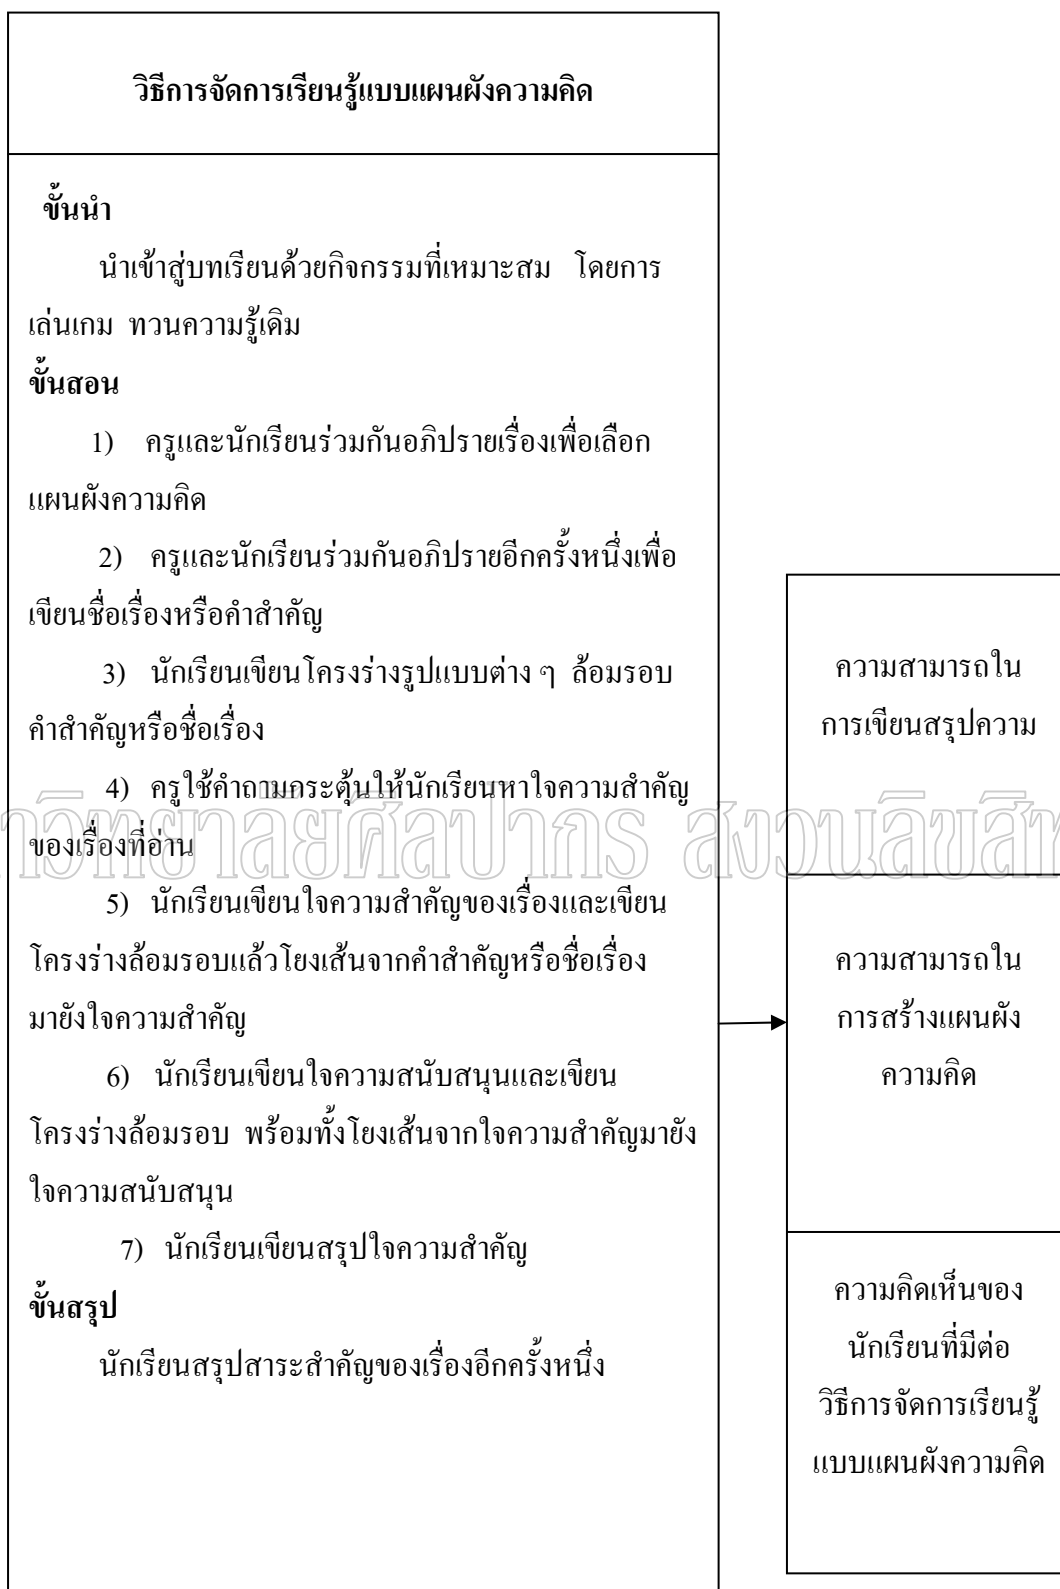 วิธีการจัดการเรียนรู้แบบแผนผังความคิด
ขั้นนำ
นำเข้าสู่บทเรียนด้วยกิจกรรมที่เหมาะสม โดยการ
เล่นเกม ทวนความรู้เดิม
ขั้นสอน
1) ครูและนักเรียนร่วมกันอภิปรายเรื่องเพื่อเลือก
แผนผังความคิด
2) ครูและนักเรียนร่วมกันอภิปรายอีกครั้งหนึ่งเพื่อ
เขียนชื่อเรื่องหรือคำสำคัญ
3) นักเรียนเขียนโครงร่างรูปแบบต่าง ๆ ล้อมรอบ
คำสำคัญหรือชื่อเรื่อง
4) ครูใช้คำถามกระตุ้นให้นักเรียนหาใจความสำคัญ
ของเรื่องที่อ่าน
5) นักเรียนเขียนใจความสำคัญของเรื่องและเขียน
โครงร่างล้อมรอบแล้วโยงเส้นจากคำสำคัญหรือชื่อเรื่อง
มายังใจความสำคัญ
6) นักเรียนเขียนใจความสนับสนุนและเขียน
โครงร่างล้อมรอบ พร้อมทั้งโยงเส้นจากใจความสำคัญมายัง
ใจความสนับสนุน
7) นักเรียนเขียนสรุปใจความสำคัญ
ขั้นสรุป
นักเรียนสรุปสาระสำคัญของเรื่องอีกครั้งหนึ่ง
ความสามารถใน
การเขียนสรุปความ
ความสามารถใน
การสร้างแผนผัง
ความคิด
ความคิดเห็นของ
นักเรียนที่มีต่อ
วิธีการจัดการเรียนรู้
แบบแผนผังความคิด
าวิทยาลัยศิลปากร สงวนลิขสิท